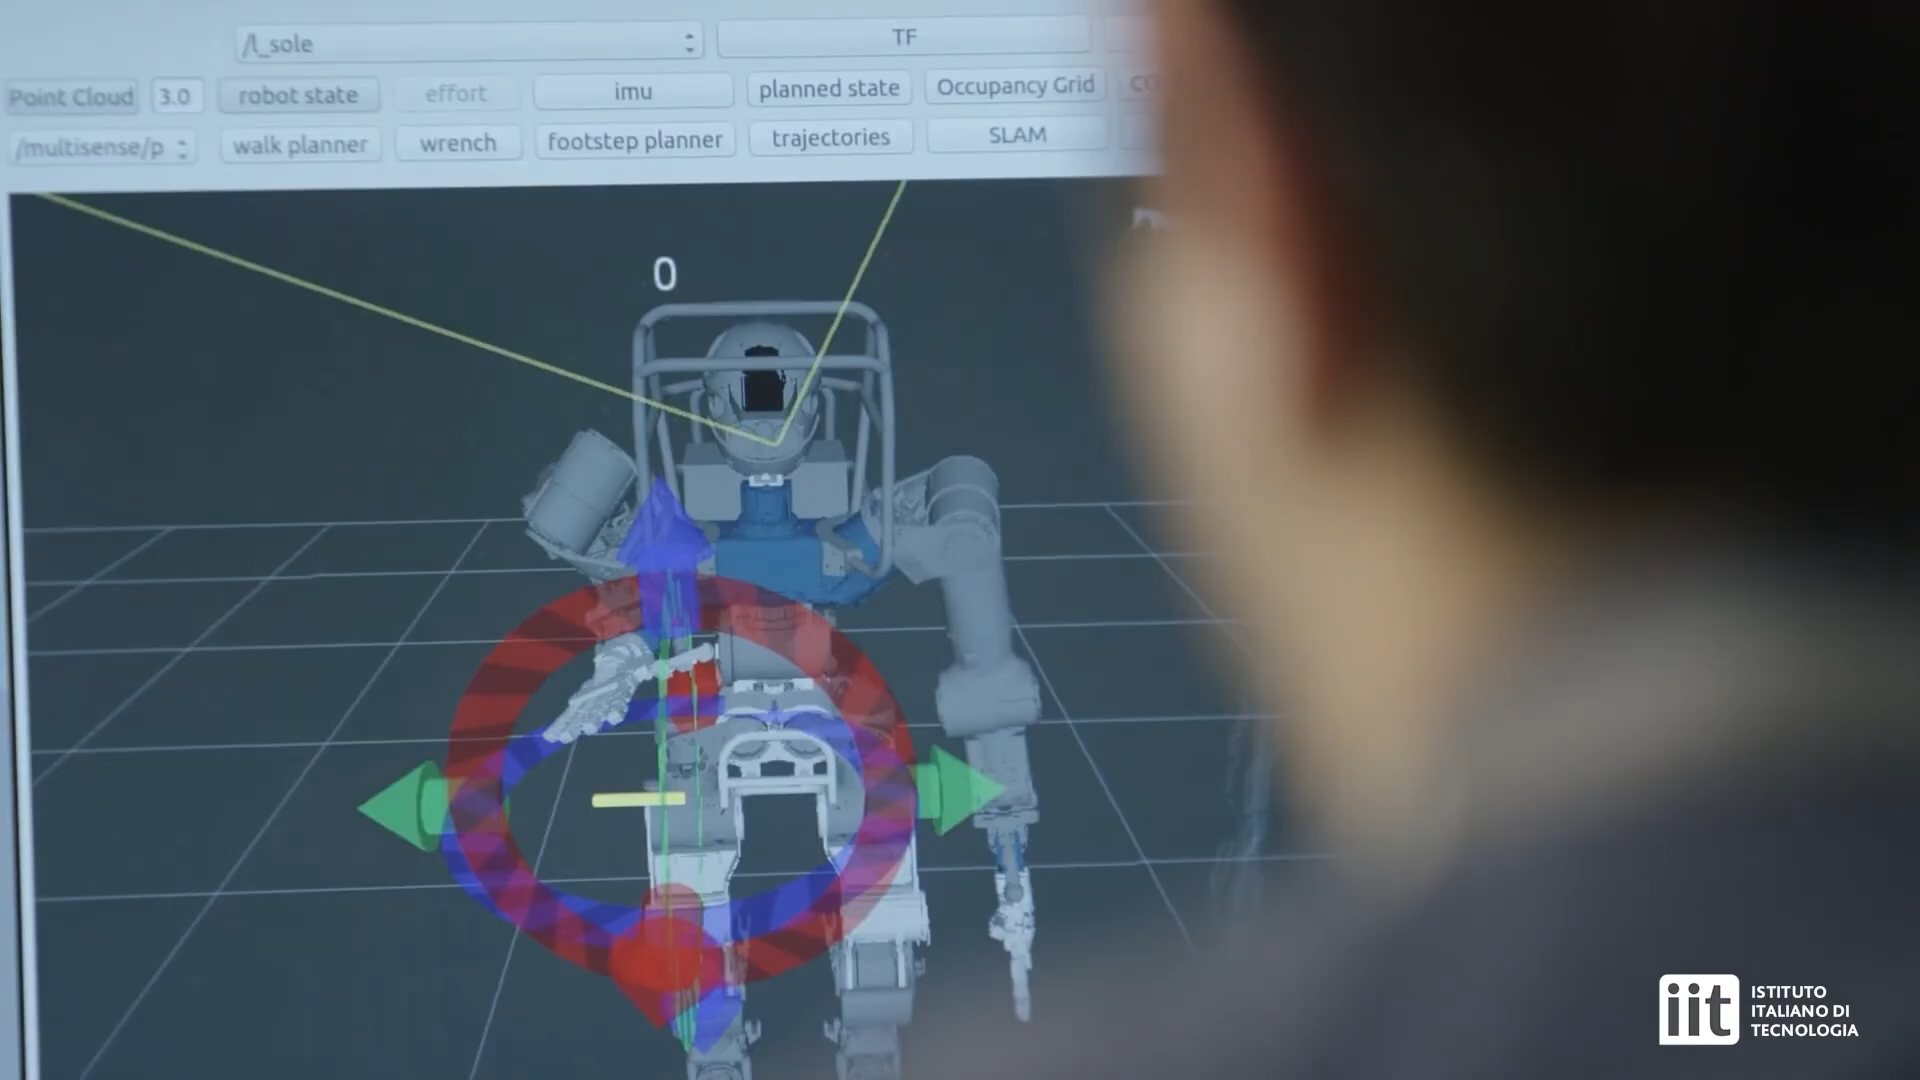 /l_sole
TF
Point Cloud
3.0
robot state
effort
imu
planned state
Occupancy Grid
/multisense/p
walk planner
wrench
footstep planner
trajectories
SLAM
0
iit
ISTITUTO
ITALIANO DI
TECNOLOGIA